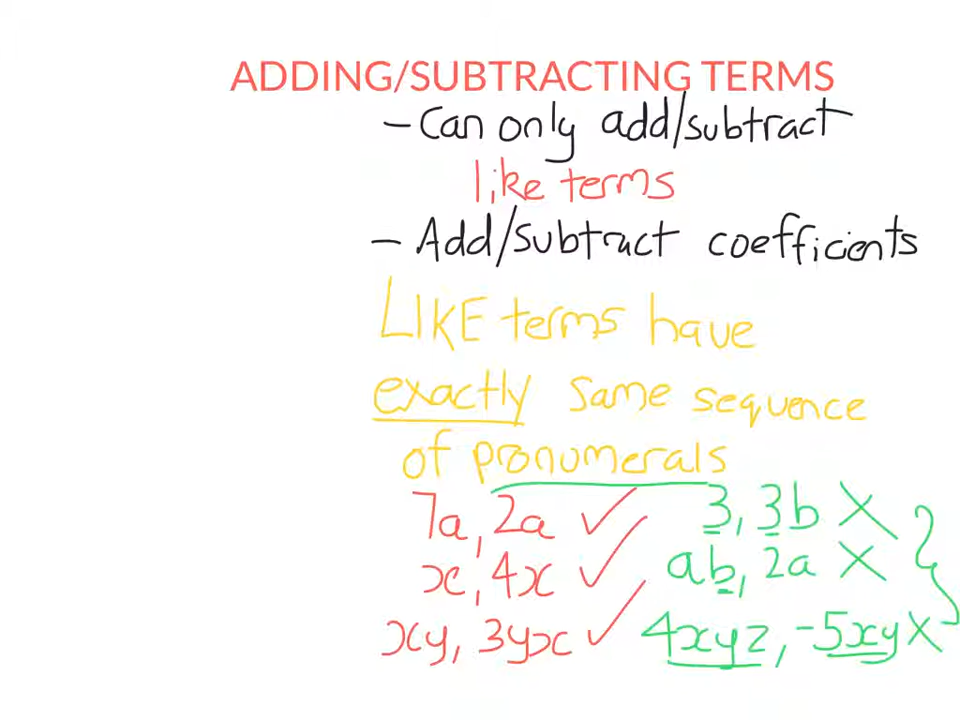 ADDING/SUBTRACTING TERMS
- Can only add/subtract
like terms
- Add/subtract coefficients
LIKE terms have
exactly same sequence
of pronumerals
7a, 2a ✓ 3, 3b X
x, 4x ✓ ab, 2a X
xy, 3yx ✓ 4xyz, -5xy X